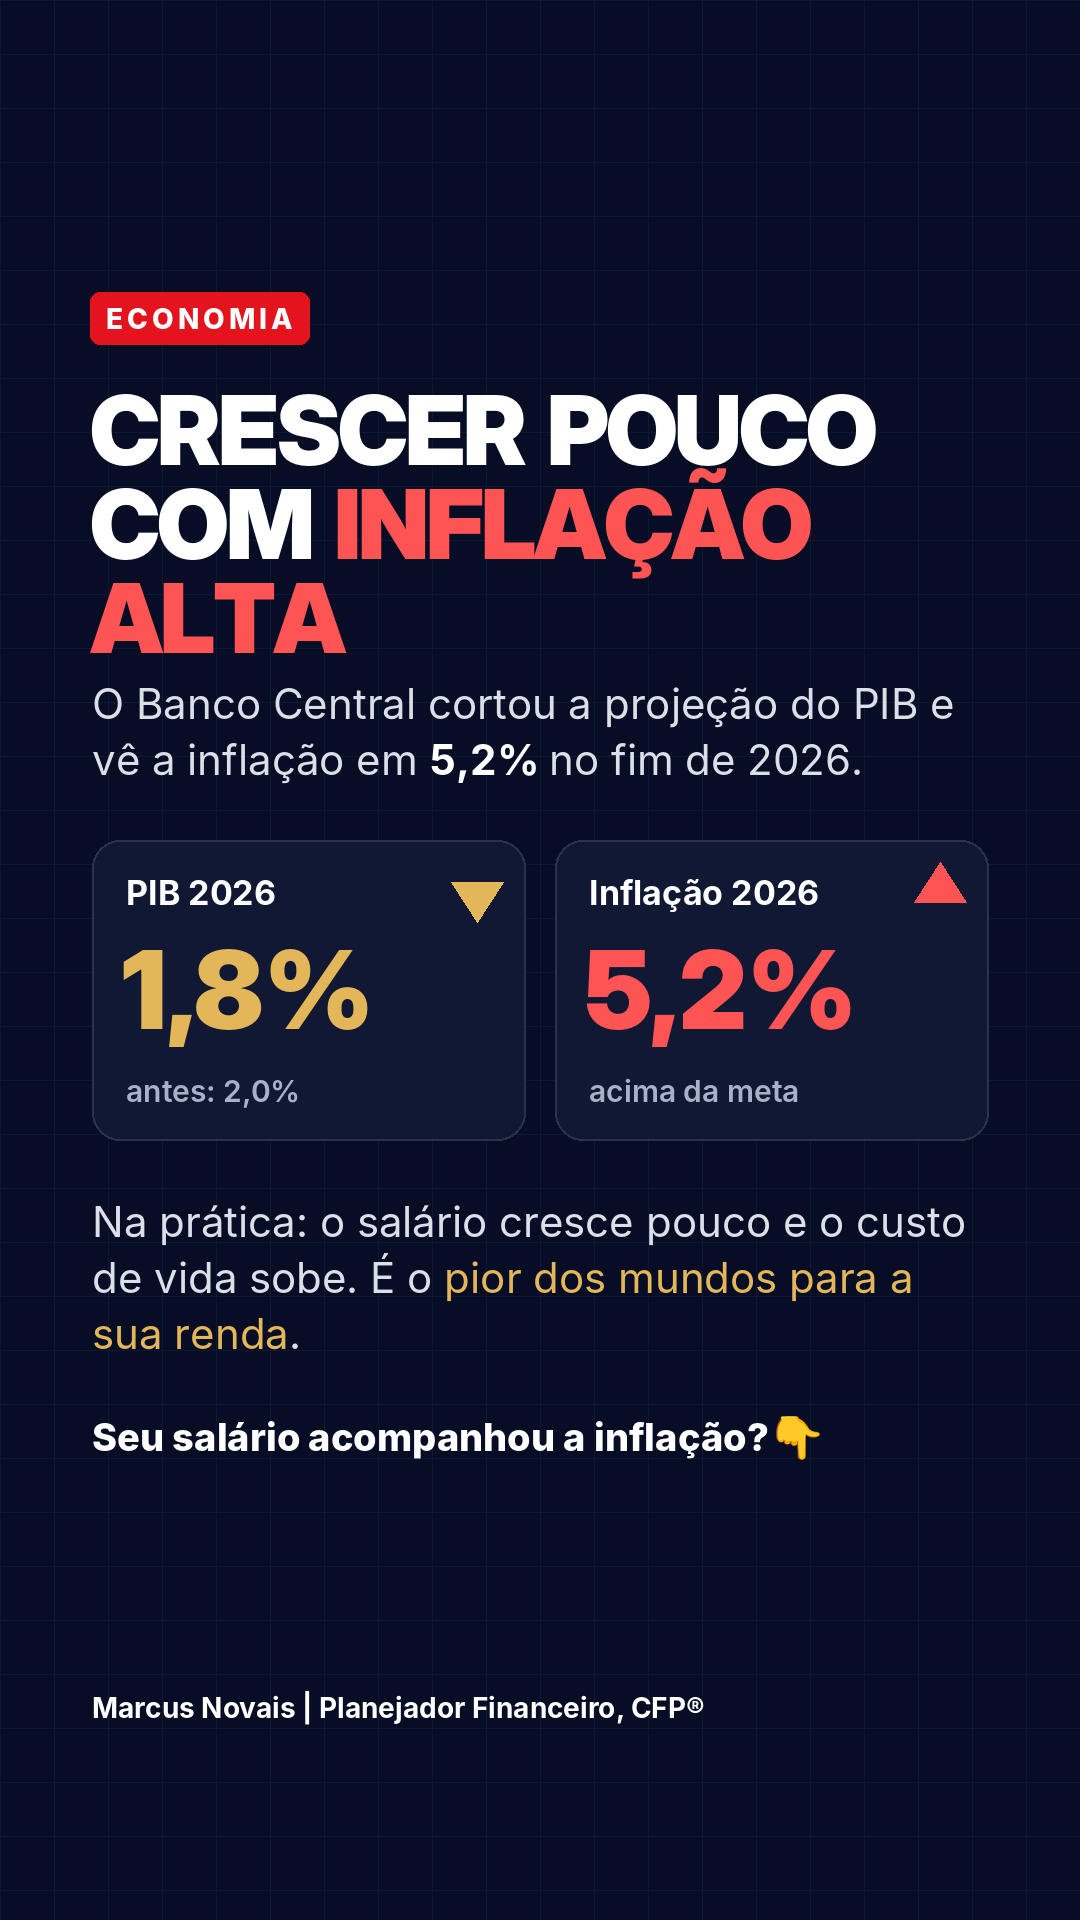 ECONOMIA
CRESCER POUCO
COM INFLAÇÃO
ALTA
O Banco Central cortou a projeção do PIB e
vê a inflação em 5,2% no fim de 2026.
PIB 2026
1,8%
antes: 2,0%
Inflação 2026
5,2%
acima da meta
Na prática: o salário cresce pouco e o custo
de vida sobe. É o pior dos mundos para a
sua renda.
Seu salário acompanhou a inflação?👇
Marcus Novais | Planejador Financeiro, CFP®